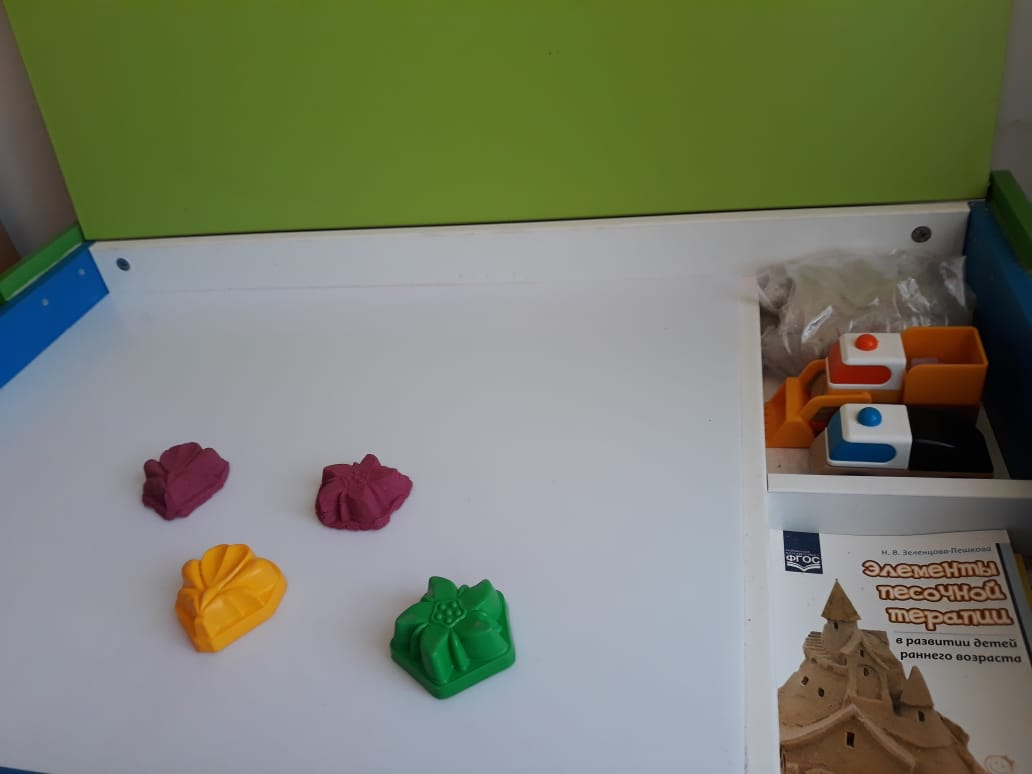 ФГОС
Н. В. Зеленцова-Пешкова
Элементы
песочной
терапии
в развитии детей
раннего возраста